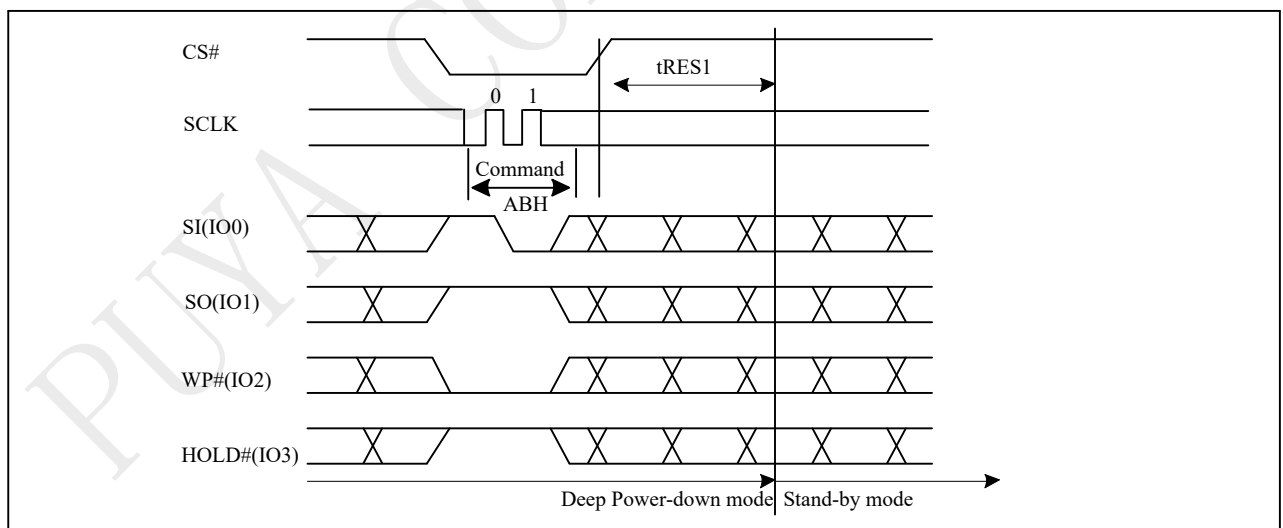 CS#
tRES1
0 1
SCLK
Command
ABH
SI(IO0)
SO(IO1)
WP#(IO2)
HOLD#(IO3)
Deep Power-down mode Stand-by mode
PUYA